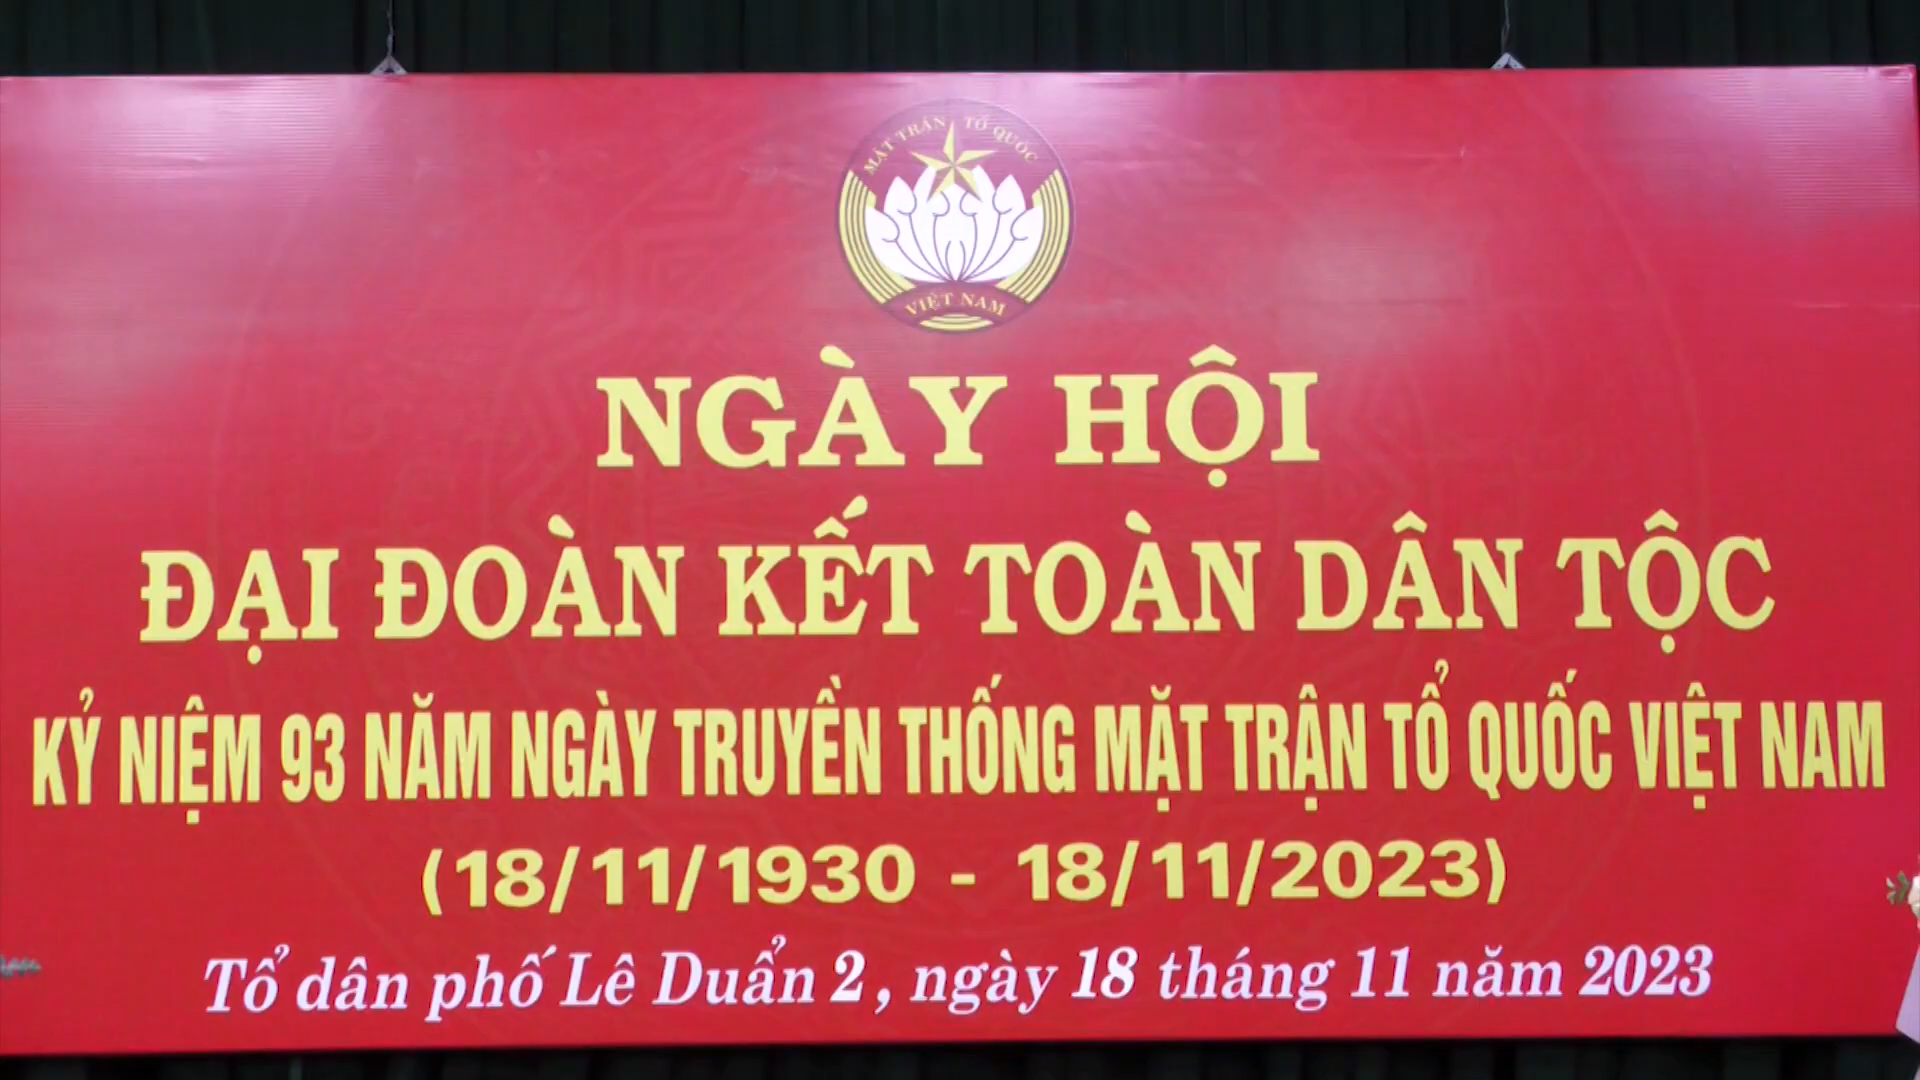 MẶT TRẬN TỔ QUỐC
VIỆT NAM
NGÀY HỘI
ĐẠI ĐOÀN KẾT TOÀN DÂN TỘC
KỶ NIỆM 93 NĂM NGÀY TRUYỀN THỐNG MẶT TRẬN TỔ QUỐC VIỆT NAM
(18/11/1930 - 18/11/2023)
Tổ dân phố Lê Duẩn 2, ngày 18 tháng 11 năm 2023